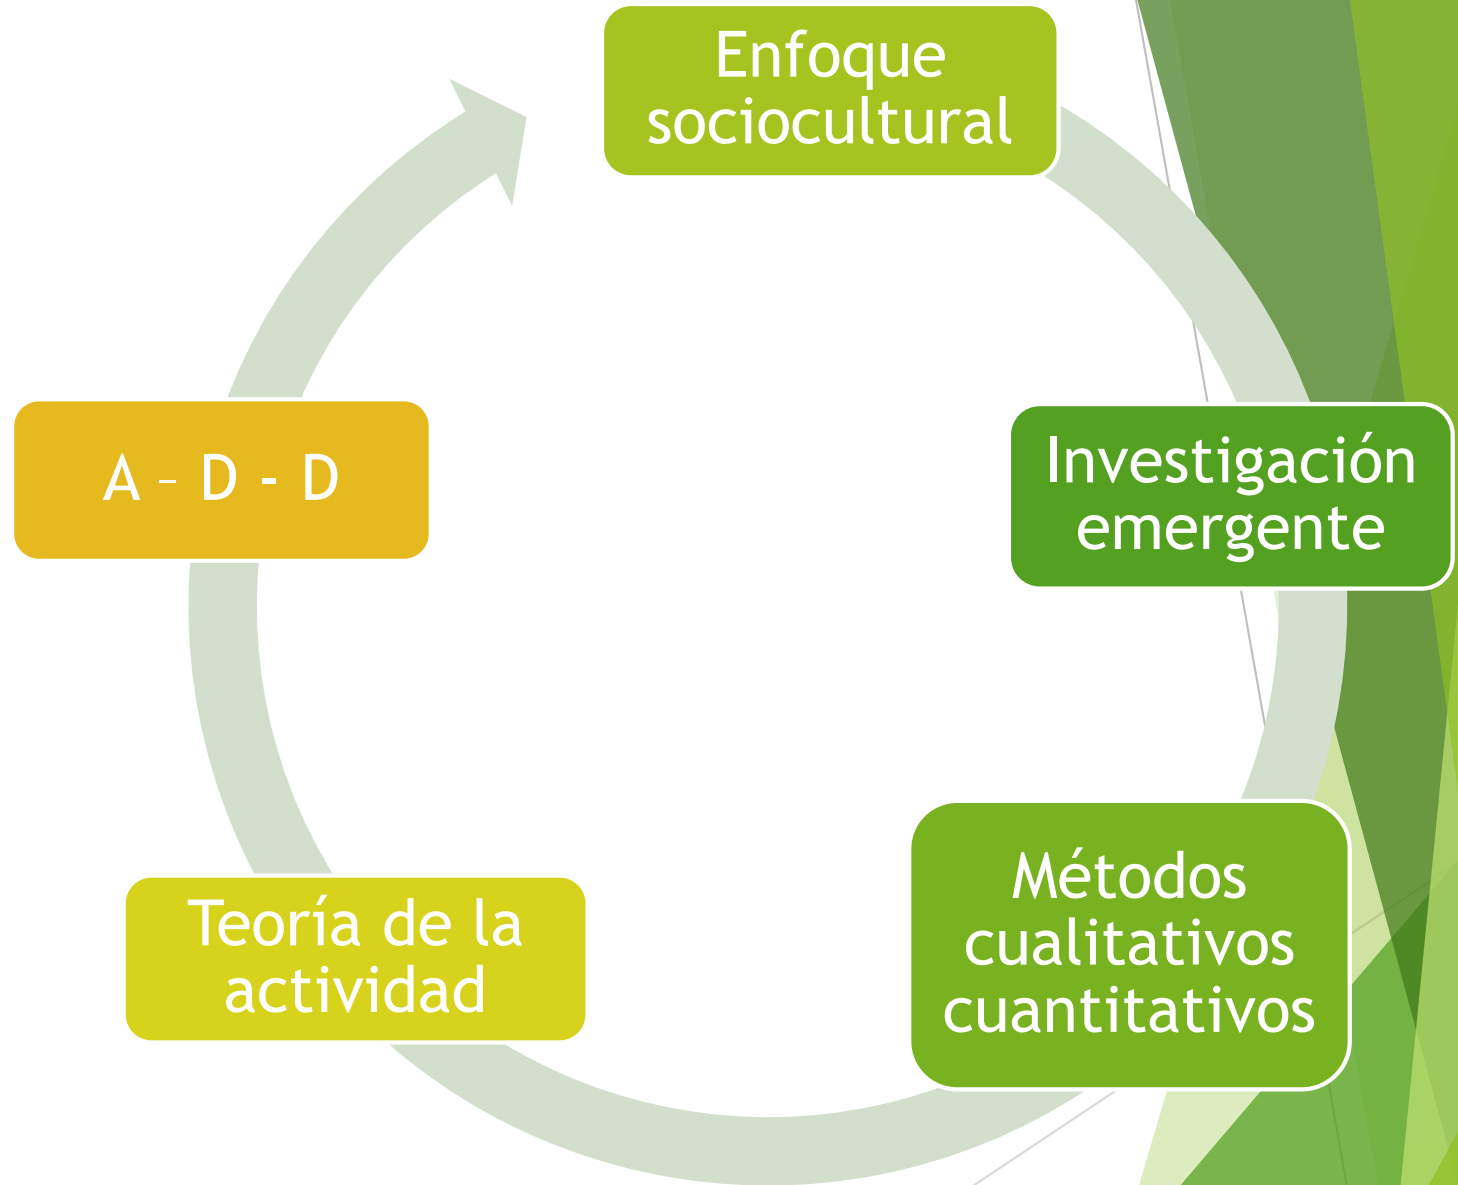 Enfoque
sociocultural
Investigación
emergente
Métodos
cualitativos
cuantitativos
Teoría de la
actividad
A – D - D